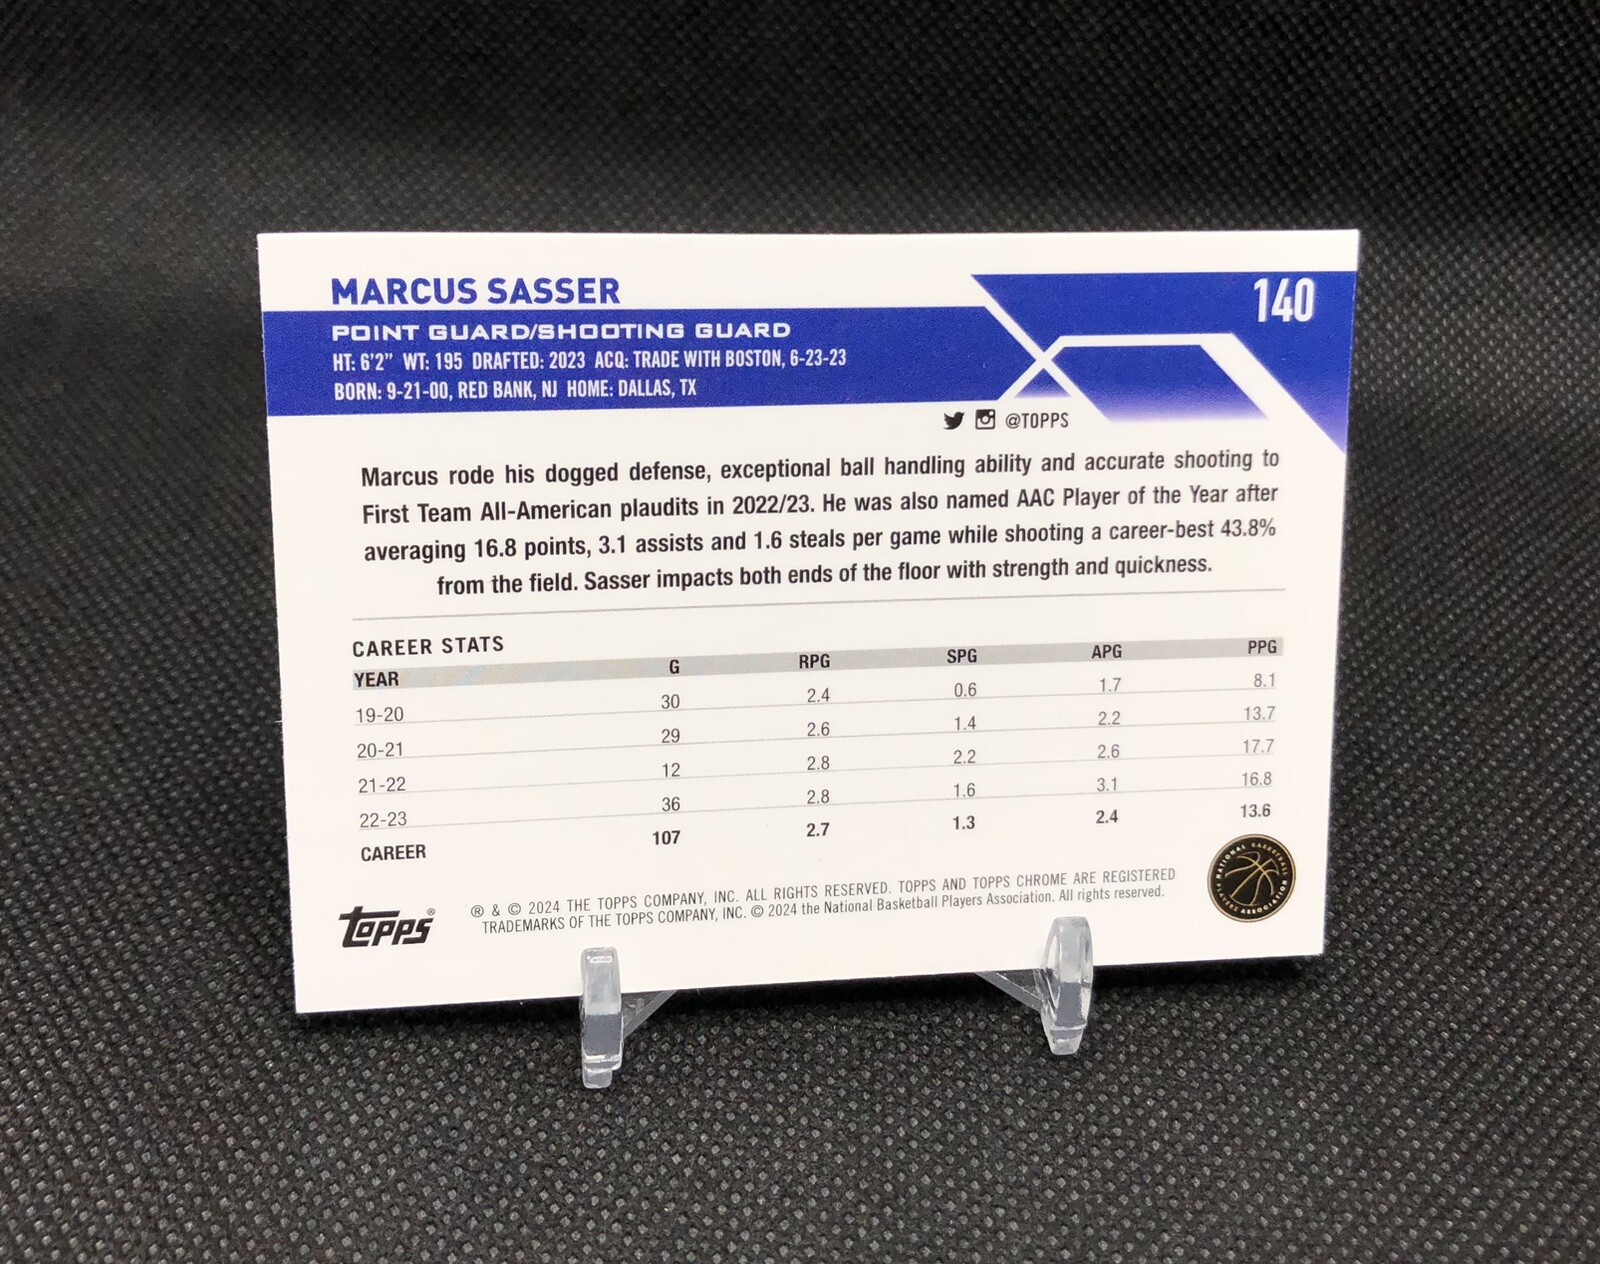 MARCUS SASSER
140
POINT GUARD/SHOOTING GUARD
HT: 6'2" WT: 195 DRAFTED: 2023 ACQ: TRADE WITH BOSTON, 6-23-23
BORN: 9-21-00, RED BANK, NJ HOME: DALLAS, TX
@TOPPS
Marcus rode his dogged defense, exceptional ball handling ability and accurate shooting to
First Team All-American plaudits in 2022/23. He was also named AAC Player of the Year after
averaging 16.8 points, 3.1 assists and 1.6 steals per game while shooting a career-best 43.8%
from the field. Sasser impacts both ends of the floor with strength and quickness.
CAREER STATS
YEAR G RPG SPG APG PPG
19-20 30 2.4 0.6 1.7 8.1
20-21 29 2.6 1.4 2.2 13.7
21-22 12 2.8 2.2 2.6 17.7
22-23 36 2.8 1.6 3.1 16.8
CAREER 107 2.7 1.3 2.4 13.6
Topps®
® & © 2024 THE TOPPS COMPANY, INC. ALL RIGHTS RESERVED. TOPPS AND TOPPS CHROME ARE REGISTERED
TRADEMARKS OF THE TOPPS COMPANY, INC. © 2024 the National Basketball Players Association. All rights reserved.
NATIONAL BASKETBALL
PLAYERS ASSOCIATION